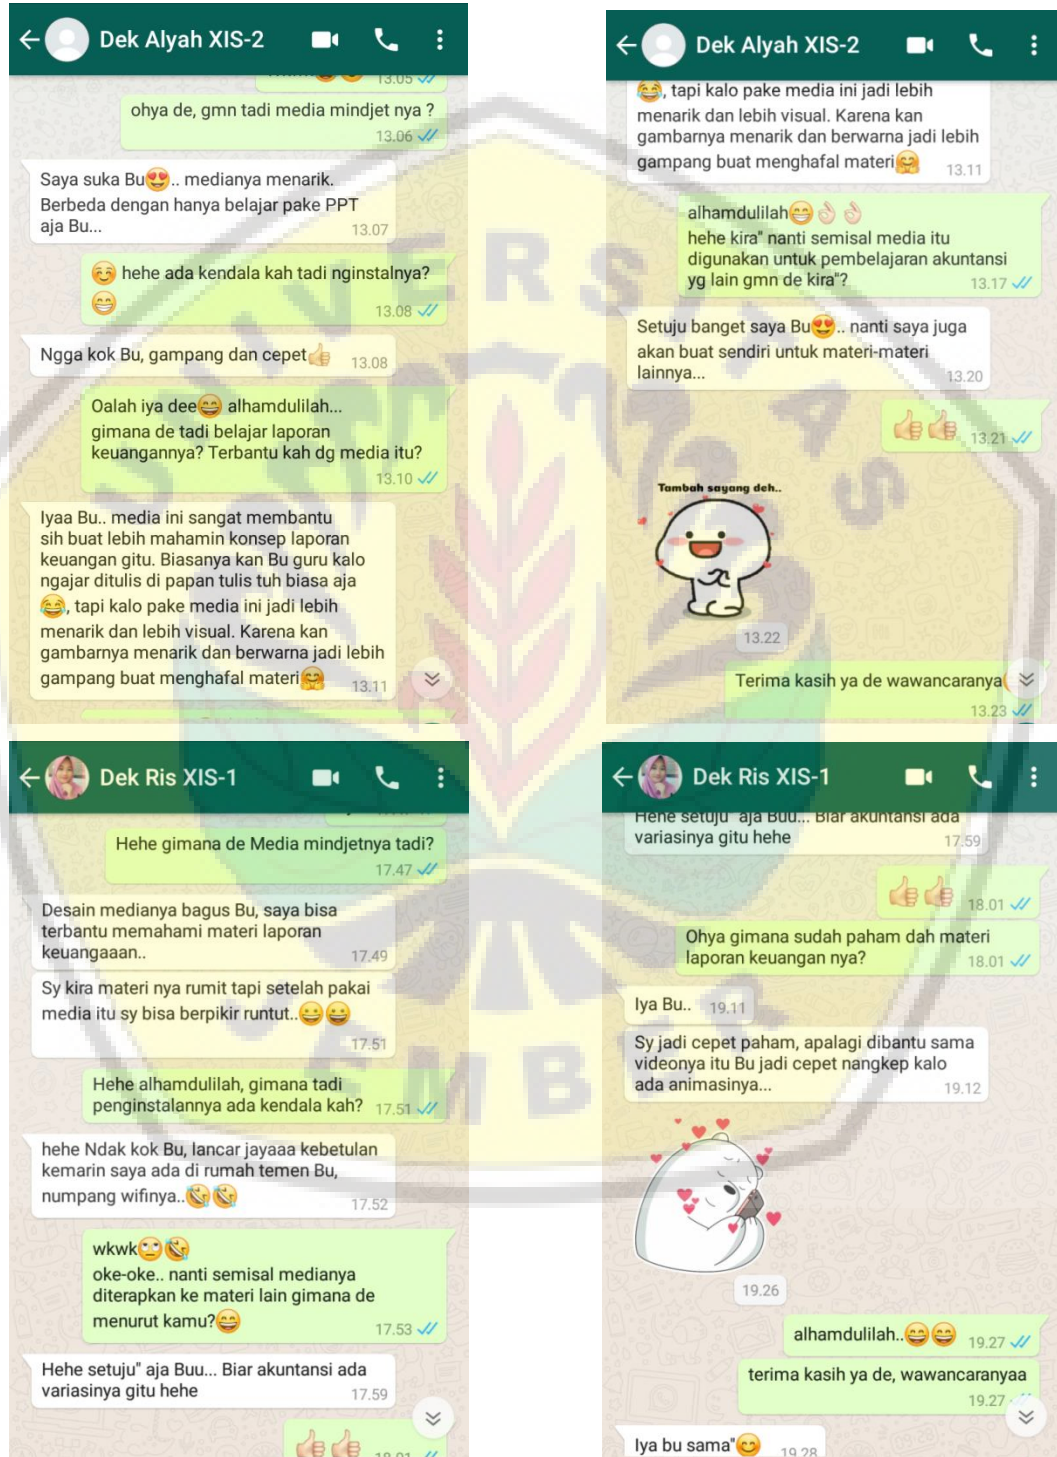 Dek Alyah XIS-2
13.05
ohya de, gmn tadi media mindjet nya ?
13.06
Saya suka Bu😍.. medianya menarik.
Berbeda dengan hanya belajar pake PPT
aja Bu...
13.07
☺️ hehe ada kendala kah tadi nginstalnya?
😁
13.08
Ngga kok Bu, gampang dan cepet👍
13.08
Oalah iya dee😄 alhamdulilah...
gimana de tadi belajar laporan
keuangannya? Terbantu kah dg media itu?
13.10
Iyaa Bu.. media ini sangat membantu
sih buat lebih mahamin konsep laporan
keuangan gitu. Biasanya kan Bu guru kalo
ngajar ditulis di papan tulis tuh biasa aja
😂, tapi kalo pake media ini jadi lebih
menarik dan lebih visual. Karena kan
gambarnya menarik dan berwarna jadi lebih
gampang buat menghafal materi🤗
13.11
Dek Alyah XIS-2
😂, tapi kalo pake media ini jadi lebih
menarik dan lebih visual. Karena kan
gambarnya menarik dan berwarna jadi lebih
gampang buat menghafal materi🤗
13.11
alhamdulilah😁👌🏻👌🏻
hehe kira" nanti semisal media itu
digunakan untuk pembelajaran akuntansi
yg lain gmn de kira"?
13.17
Setuju banget saya Bu😍.. nanti saya juga
akan buat sendiri untuk materi-materi
lainnya...
13.20
👍🏻👍🏻
13.21
Tambah sayang deh..
13.22
Terima kasih ya de wawancaranya
13.23
Dek Ris XIS-1
Hehe gimana de Media mindjetnya tadi?
17.47
Desain medianya bagus Bu, saya bisa
terbantu memahami materi laporan
keuangaaan..
17.49
Sy kira materi nya rumit tapi setelah pakai
media itu sy bisa berpikir runtut..😀😀
17.51
Hehe alhamdulilah, gimana tadi
penginstalannya ada kendala kah?
17.51
hehe Ndak kok Bu, lancar jayaaa kebetulan
kemarin saya ada di rumah temen Bu,
numpang wifinya..🤣🤣
17.52
wkwk🙄🤣
oke-oke.. nanti semisal medianya
diterapkan ke materi lain gimana de
menurut kamu?😄
17.53
Hehe setuju" aja Buu... Biar akuntansi ada
variasinya gitu hehe
17.59
👍🏻👍🏻
18.01
Dek Ris XIS-1
Hehe setuju" aja Buu... Biar akuntansi ada
variasinya gitu hehe
17.59
👍🏻👍🏻
18.01
Ohya gimana sudah paham dah materi
laporan keuangan nya?
18.01
Iya Bu..
19.11
Sy jadi cepet paham, apalagi dibantu sama
videonya itu Bu jadi cepet nangkep kalo
ada animasinya...
19.12
19.26
alhamdulilah..😄😄
19.27
terima kasih ya de, wawancaranyaa
19.27
Iya bu sama"😊
19.28
UNIVERSITAS
JEMBER